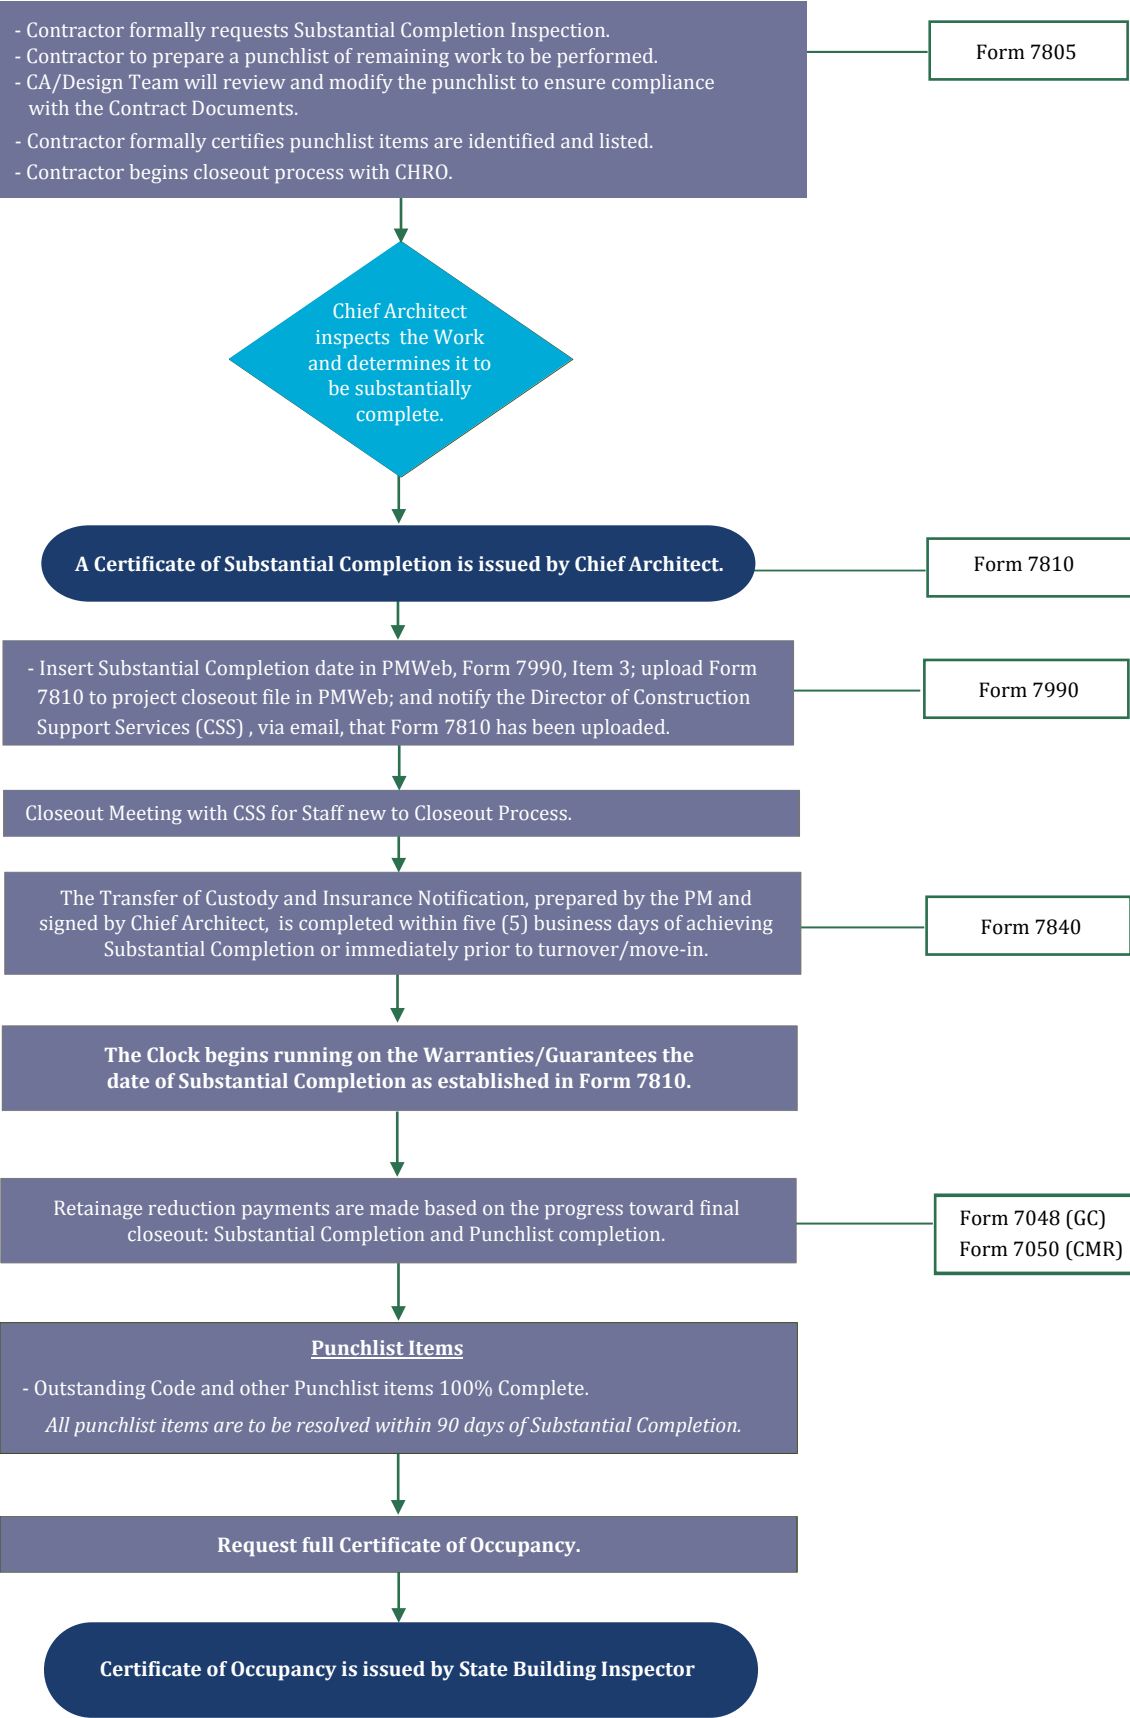 - Contractor formally requests Substantial Completion Inspection.
- Contractor to prepare a punchlist of remaining work to be performed.
- CA/Design Team will review and modify the punchlist to ensure compliance
with the Contract Documents.
- Contractor formally certifies punchlist items are identified and listed.
- Contractor begins closeout process with CHRO.
Form 7805
Chief Architect
inspects the Work
and determines it to
be substantially
complete.
A Certificate of Substantial Completion is issued by Chief Architect.
Form 7810
- Insert Substantial Completion date in PMWeb, Form 7990, Item 3; upload Form
7810 to project closeout file in PMWeb; and notify the Director of Construction
Support Services (CSS) , via email, that Form 7810 has been uploaded.
Form 7990
Closeout Meeting with CSS for Staff new to Closeout Process.
The Transfer of Custody and Insurance Notification, prepared by the PM and
signed by Chief Architect, is completed within five (5) business days of achieving
Substantial Completion or immediately prior to turnover/move-in.
Form 7840
The Clock begins running on the Warranties/Guarantees the
date of Substantial Completion as established in Form 7810.
Retainage reduction payments are made based on the progress toward final
closeout: Substantial Completion and Punchlist completion.
Form 7048 (GC)
Form 7050 (CMR)
Punchlist Items
- Outstanding Code and other Punchlist items 100% Complete.
All punchlist items are to be resolved within 90 days of Substantial Completion.
Request full Certificate of Occupancy.
Certificate of Occupancy is issued by State Building Inspector